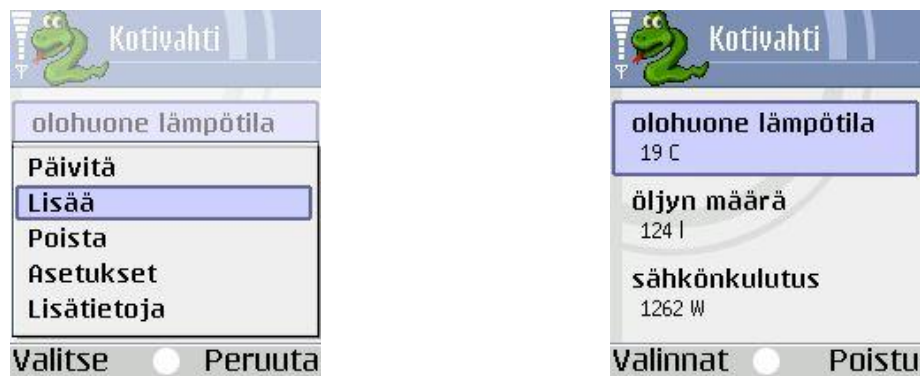 Kotivahti
olohuone lämpötila
Päivitä
Lisää
Poista
Asetukset
Lisätietoja
Valitse Peruuta
Kotivahti
olohuone lämpötila
19 C
öljyn määrä
124 l
sähkönkulutus
1262 W
Valinnat Poistu